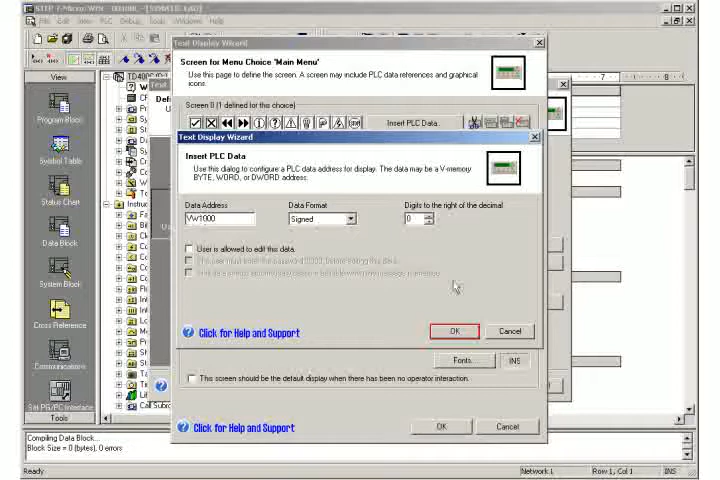 STEP 7-Micro/WIN
File Edit View PLC Debug Tools Windows Help
View
Program Block
Symbol Table
Status Chart
Data Block
System Block
Cross Reference
Communications
Set PG/PC Interface
Tools
Text Display Wizard
Screen for Menu Choice 'Main Menu'
Use this page to define the screen. A screen may include PLC data references and graphical
icons.
Screen 0 (1 defined for this choice)
Insert PLC Data...
Text Display Wizard
Insert PLC Data
Use this dialog to configure a PLC data address for display. The data may be a V-memory
BYTE, WORD, or DWORD address.
Data Address
Data Format
Digits to the right of the decimal
VW1000
Signed
0
User is allowed to edit this data.
Click for Help and Support
OK
Cancel
Fonts...
INS
This screen should be the default display when there has been no operator interaction.
Click for Help and Support
OK
Cancel
Compiling Data Block...
Block Size = 0 (bytes), 0 errors
Ready
Network 1
Row 1, Col 1
INS